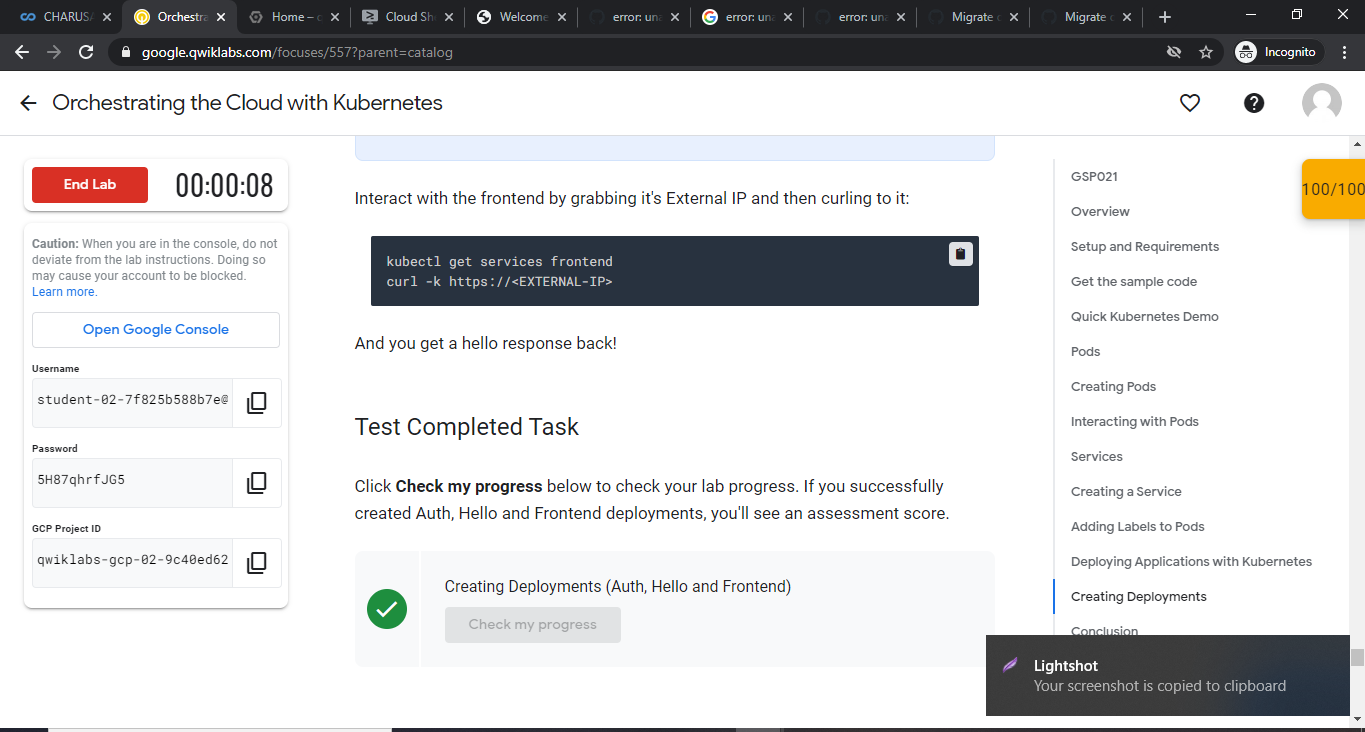 CHARUSA
Orchestra
Home – c
Cloud Sh
Welcome
error: una
error: una
error: una
Migrate c
Migrate c
google.qwiklabs.com/focuses/557?parent=catalog
Incognito
Orchestrating the Cloud with Kubernetes
End Lab
00:00:08
Caution: When you are in the console, do not
deviate from the lab instructions. Doing so
may cause your account to be blocked.
Learn more.
Open Google Console
Username
student-02-7f825b588b7e@
Password
5H87qhrfJG5
GCP Project ID
qwiklabs-gcp-02-9c40ed62
Interact with the frontend by grabbing it's External IP and then curling to it:
kubectl get services frontend
curl -k https://<EXTERNAL-IP>
And you get a hello response back!
Test Completed Task
Click Check my progress below to check your lab progress. If you successfully
created Auth, Hello and Frontend deployments, you'll see an assessment score.
Creating Deployments (Auth, Hello and Frontend)
Check my progress
GSP021
Overview
Setup and Requirements
Get the sample code
Quick Kubernetes Demo
Pods
Creating Pods
Interacting with Pods
Services
Creating a Service
Adding Labels to Pods
Deploying Applications with Kubernetes
Creating Deployments
Conclusion
100/100
Lightshot
Your screenshot is copied to clipboard